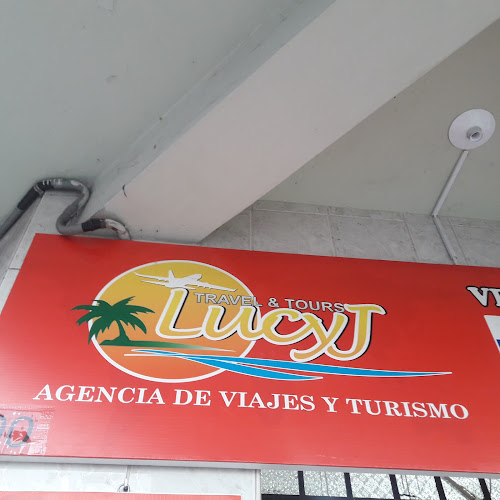 TRAVEL & TOURS
LucyJ
AGENCIA DE VIAJES Y TURISMO